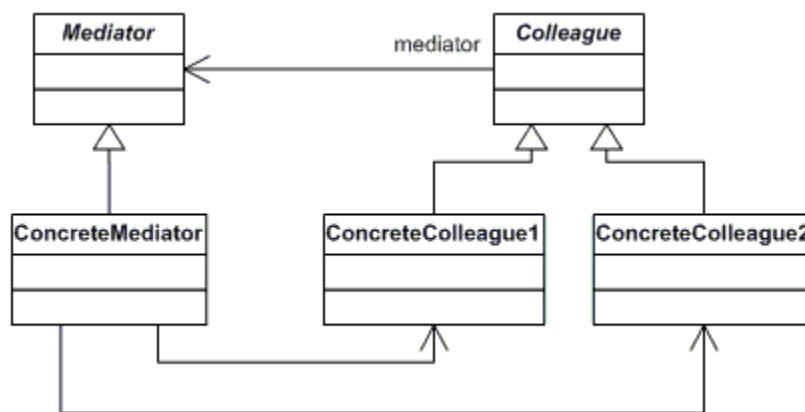 Mediator
mediator
Colleague
ConcreteMediator
ConcreteColleague1
ConcreteColleague2